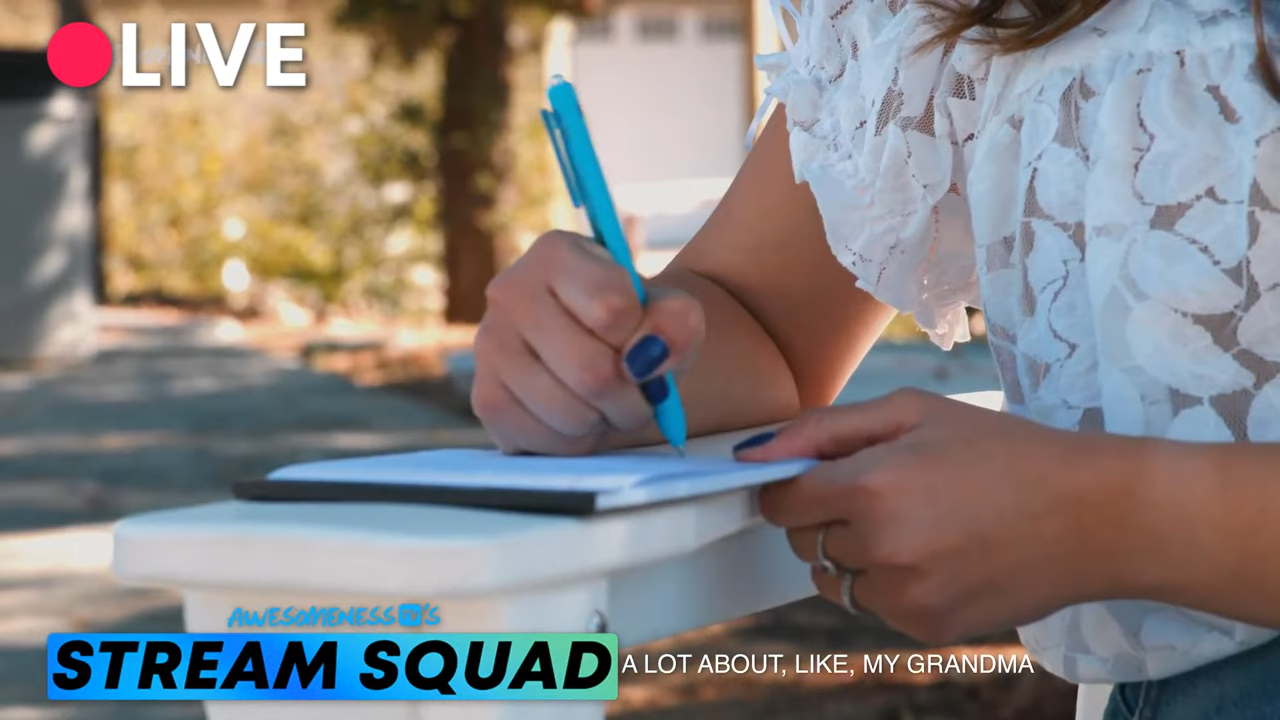 LIVE
AWESOMENESS TV'S
STREAM SQUAD
A LOT ABOUT, LIKE, MY GRANDMA